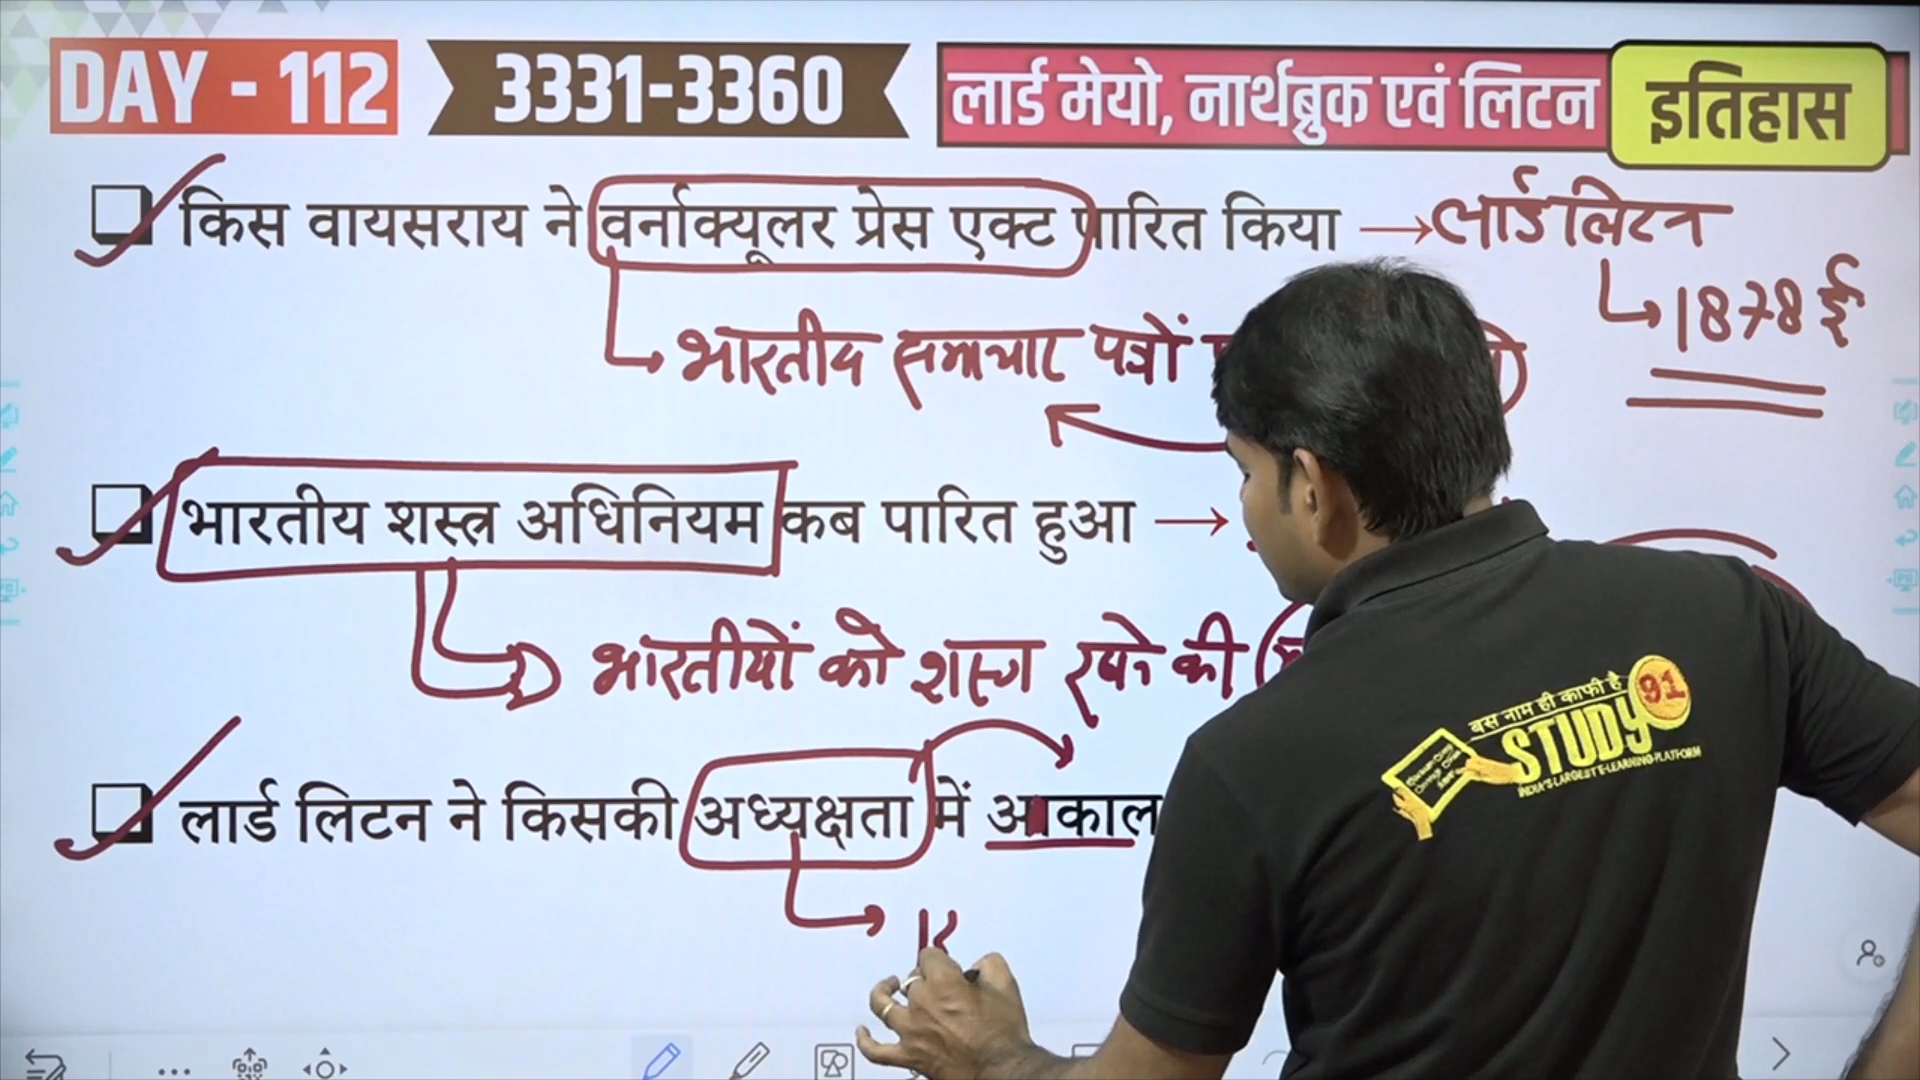 DAY - 112
3331-3360
लार्ड मेयो, नार्थब्रुक एवं लिटन
इतिहास
किस वायसराय ने वर्नाक्यूलर प्रेस एक्ट पारित किया → लार्ड लिटन
1878 ई
भारतीय समाचार पत्रों
भारतीय शस्त्र अधिनियम कब पारित हुआ →
भारतीयों को शस्त्र रखने की
लार्ड लिटन ने किसकी अध्यक्षता में अकाल
बस नाम ही काफी है
STUDY 91
INDIA'S LARGEST E-LEARNING PLATFORM